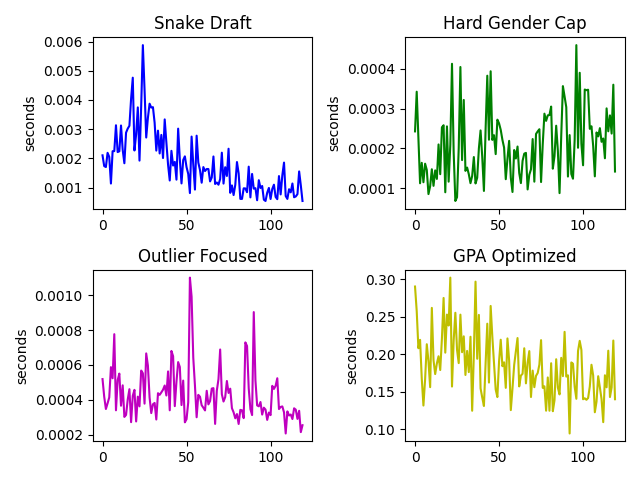 Snake Draft
Hard Gender Cap
seconds
0.006
0.005
0.004
0.003
0.002
0.001
0 50 100
seconds
0.0004
0.0003
0.0002
0.0001
0 50 100
Outlier Focused
GPA Optimized
seconds
0.0010
0.0008
0.0006
0.0004
0.0002
0 50 100
seconds
0.30
0.25
0.20
0.15
0.10
0 50 100